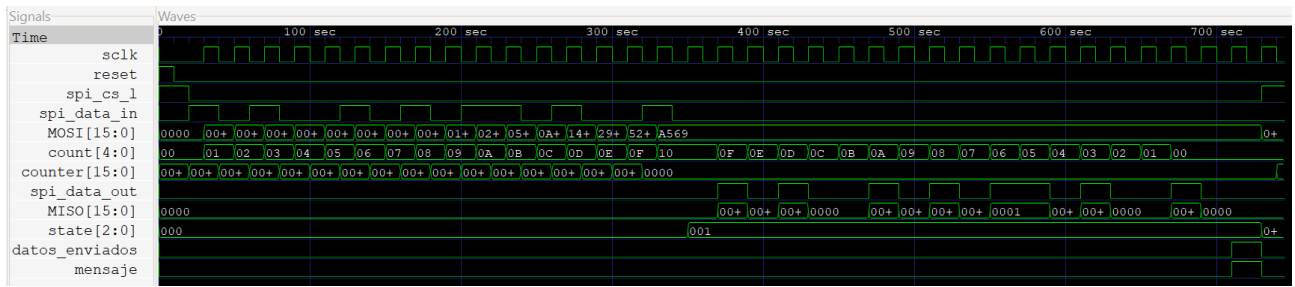 Signals Waves
Time 0 100 sec 200 sec 300 sec 400 sec 500 sec 600 sec 700 sec
sclk
reset
spi_cs_l
spi_data_in
MOSI[15:0] 0000 00+ 00+ 00+ 00+ 00+ 00+ 00+ 00+ 01+ 02+ 05+ 0A+ 14+ 29+ 52+ A569 0+
count[4:0] 00 01 02 03 04 05 06 07 08 09 0A 0B 0C 0D 0E 0F 10 0F 0E 0D 0C 0B 0A 09 08 07 06 05 04 03 02 01 00
counter[15:0] 00+ 00+ 00+ 00+ 00+ 00+ 00+ 00+ 00+ 00+ 00+ 00+ 00+ 00+ 00+ 00+ 0000
spi_data_out
MISO[15:0] 0000 00+ 00+ 00+ 0000 00+ 00+ 00+ 00+ 0001 00+ 00+ 0000 00+ 0000
state[2:0] 000 001 0+
datos_enviados
mensaje